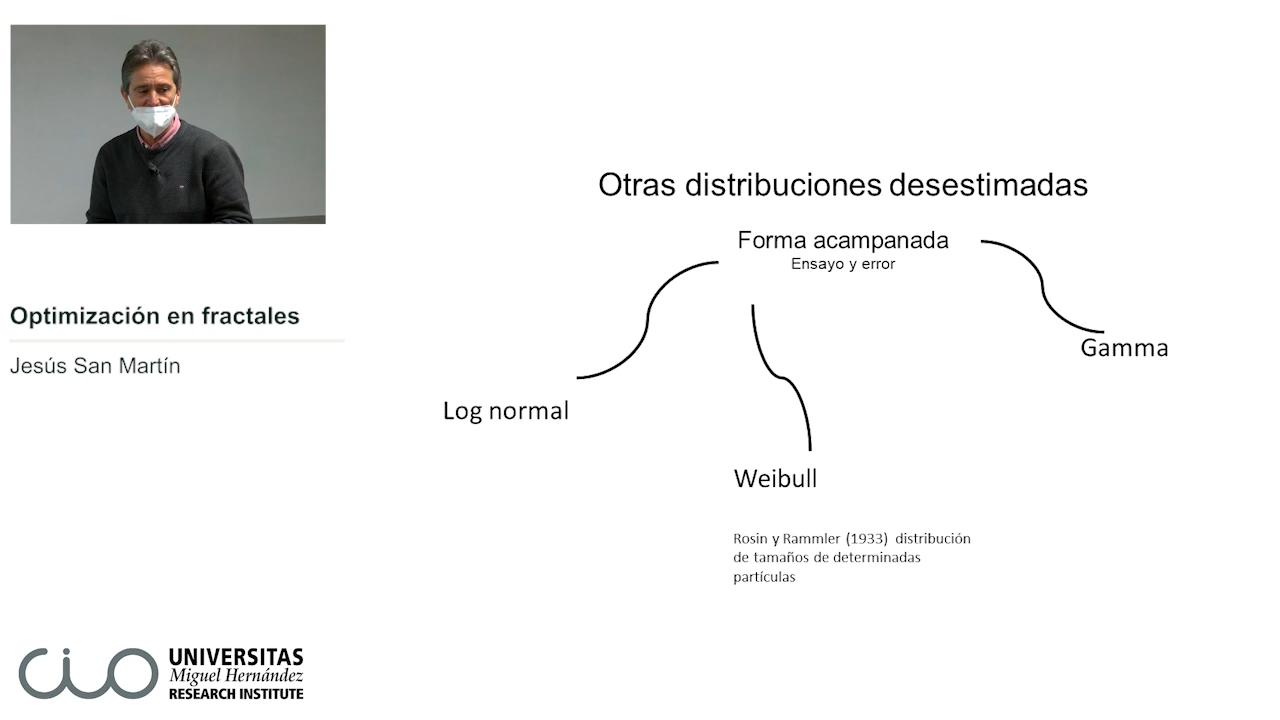 Otras distribuciones desestimadas
Forma acampanada
Ensayo y error
Gamma
Log normal
Weibull
Rosin y Rammler (1933) distribución
de tamaños de determinadas
partículas
Optimización en fractales
Jesús San Martín
cio
UNIVERSITAS
Miguel Hernández
RESEARCH INSTITUTE